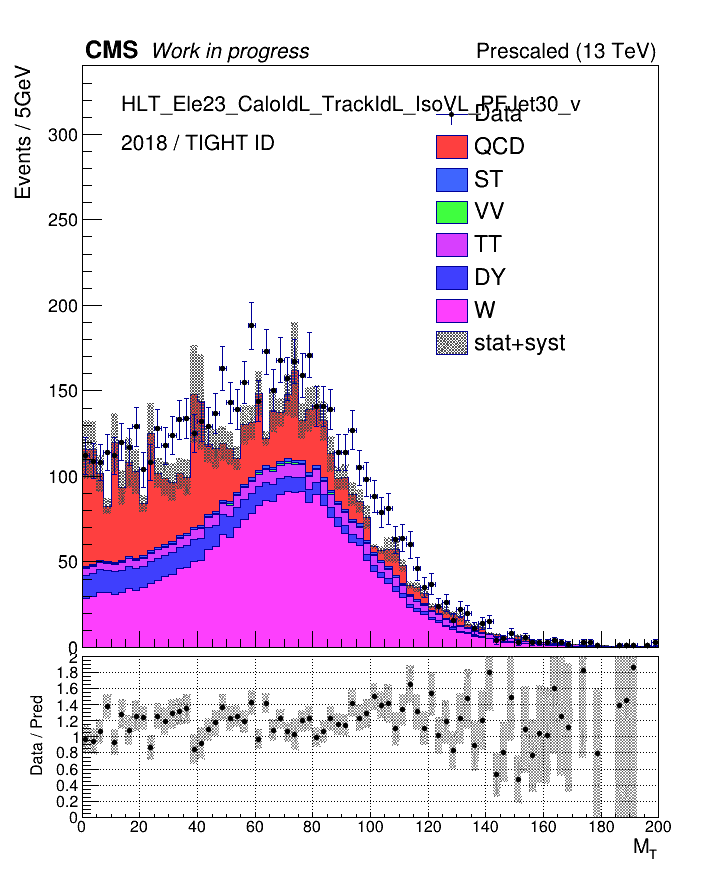 CMS Work in progress Prescaled (13 TeV)
Events / 5GeV
HLT_Ele23_CaloIdL_TrackIdL_IsoVL_PFJet30_v
2018 / TIGHT ID
Data
QCD
ST
VV
TT
DY
W
stat+syst
300
250
200
150
100
50
0
Data / Pred
2
1.8
1.6
1.4
1.2
1
0.8
0.6
0.4
0.2
0
0 20 40 60 80 100 120 140 160 180 200
M_T